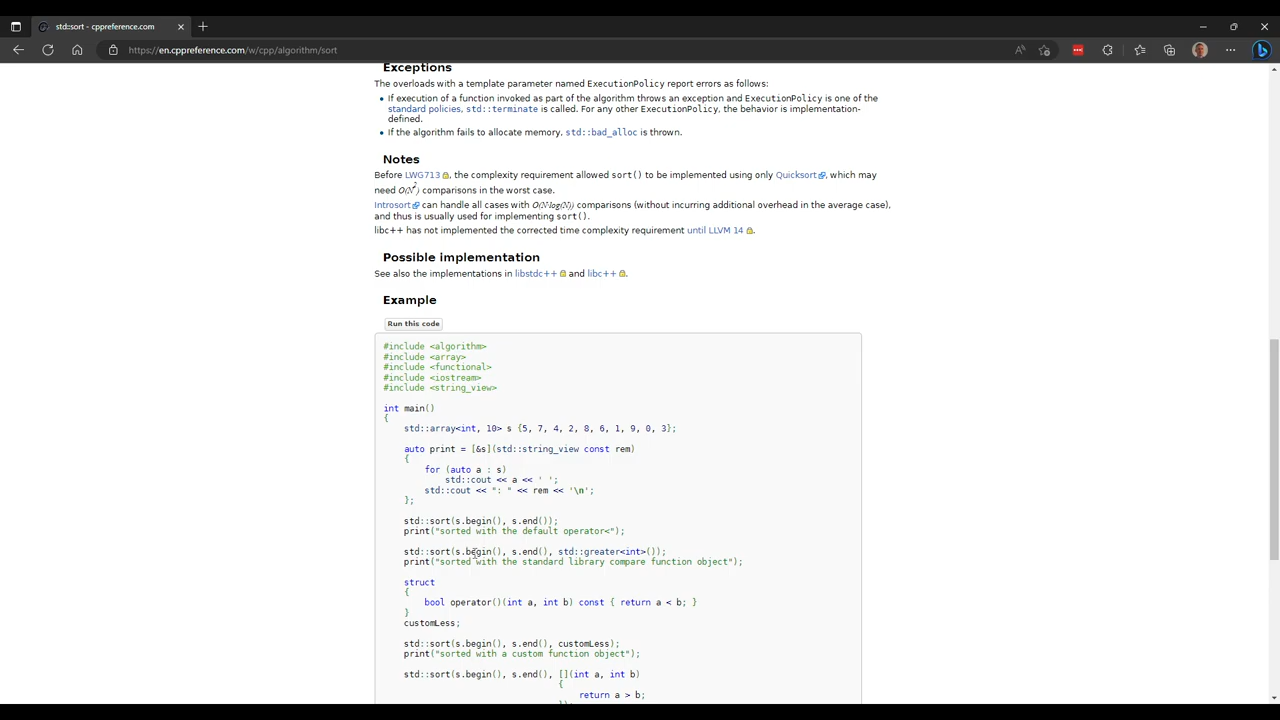 std::sort - cppreference.com
https://en.cppreference.com/w/cpp/algorithm/sort
Exceptions
The overloads with a template parameter named ExecutionPolicy report errors as follows:
If execution of a function invoked as part of the algorithm throws an exception and ExecutionPolicy is one of the
standard policies, std::terminate is called. For any other ExecutionPolicy, the behavior is implementation-
defined.
If the algorithm fails to allocate memory, std::bad_alloc is thrown.
Notes
Before LWG713, the complexity requirement allowed sort() to be implemented using only Quicksort, which may
need O(N²) comparisons in the worst case.
Introsort can handle all cases with O(N·log(N)) comparisons (without incurring additional overhead in the average case),
and thus is usually used for implementing sort().
libc++ has not implemented the corrected time complexity requirement until LLVM 14.
Possible implementation
See also the implementations in libstdc++ and libc++.
Example
Run this code
#include <algorithm>
#include <array>
#include <functional>
#include <iostream>
#include <string_view>
int main()
{
std::array<int, 10> s {5, 7, 4, 2, 8, 6, 1, 9, 0, 3};
auto print = [&s](std::string_view const rem)
{
for (auto a : s)
std::cout << a << ' ';
std::cout << ": " << rem << '\n';
};
std::sort(s.begin(), s.end());
print("sorted with the default operator<");
std::sort(s.begin(), s.end(), std::greater<int>());
print("sorted with the standard library compare function object");
struct
{
bool operator()(int a, int b) const { return a < b; }
}
customLess;
std::sort(s.begin(), s.end(), customLess);
print("sorted with a custom function object");
std::sort(s.begin(), s.end(), [](int a, int b)
{
return a > b;
});